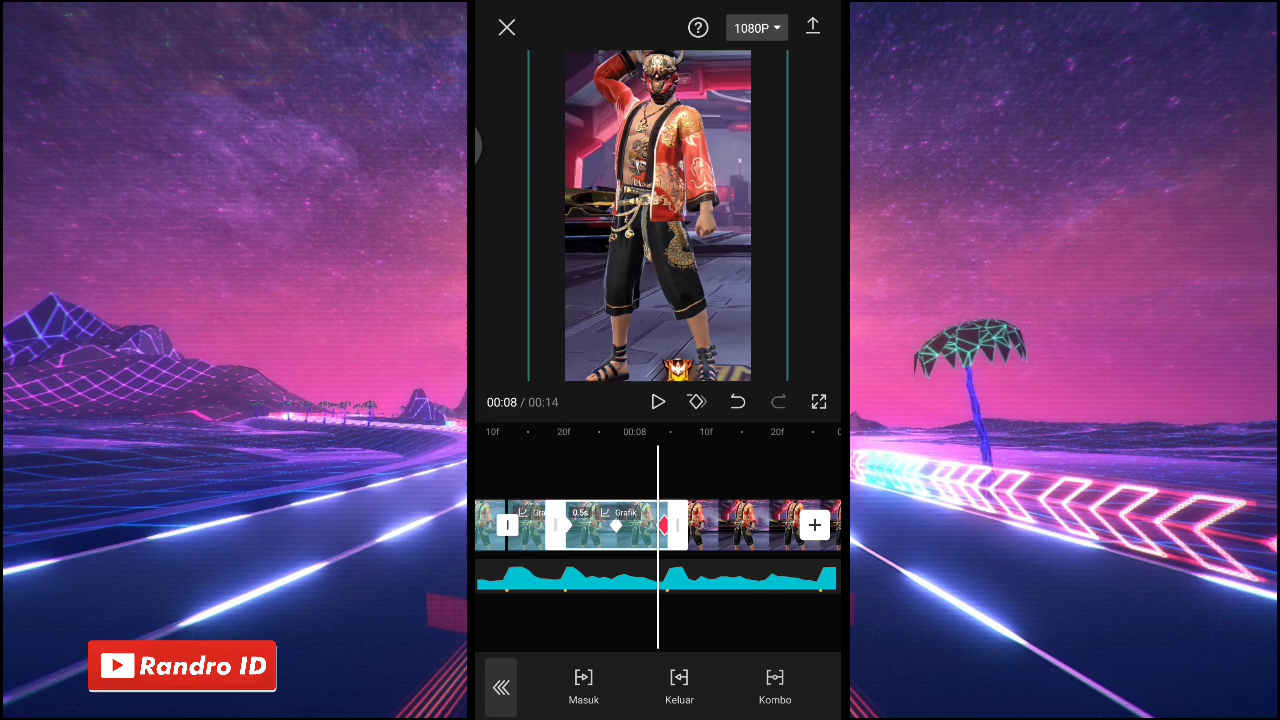 1080P
00:08 / 00:14
10f
20f
00:08
10f
20f
0.5s
Grafik
Randro ID
Masuk
Keluar
Kombo